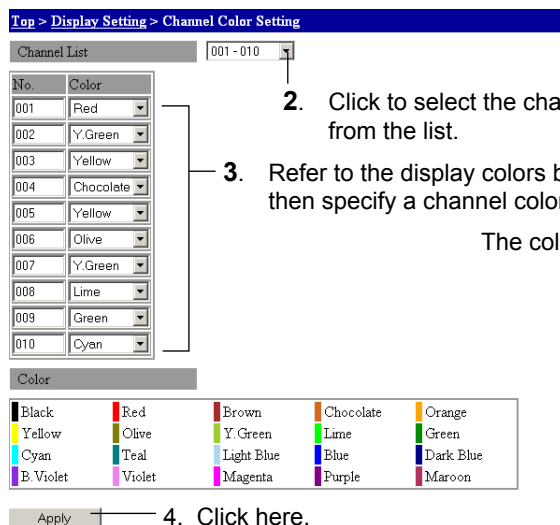 Top > Display Setting > Channel Color Setting
Channel List 001 - 010
No. Color
001 Red
002 Y.Green
003 Yellow
004 Chocolate
005 Yellow
006 Olive
007 Y.Green
008 Lime
009 Green
010 Cyan
2. Click to select the cha
from the list.
3. Refer to the display colors b
then specify a channel color
The col
Color
Black Red Brown Chocolate Orange
Yellow Olive Y. Green Lime Green
Cyan Teal Light Blue Blue Dark Blue
B. Violet Violet Magenta Purple Maroon
Apply 4. Click here.